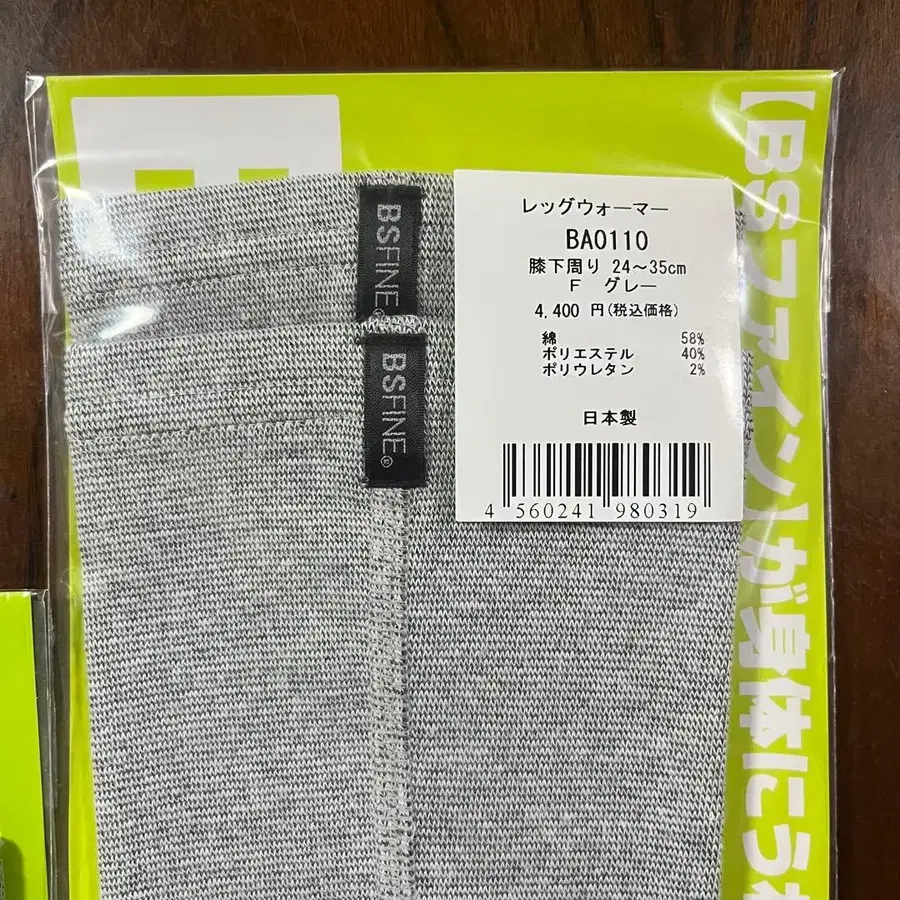 BSFINE©
BSFINE©
レッグウォーマー
BA0110
膝下周り 24～35cm
F グレー
4,400 円(税込価格)
綿 58%
ポリエステル 40%
ポリウレタン 2%
日本製
4 560241 980319
【BSファイン】が身体にうれ